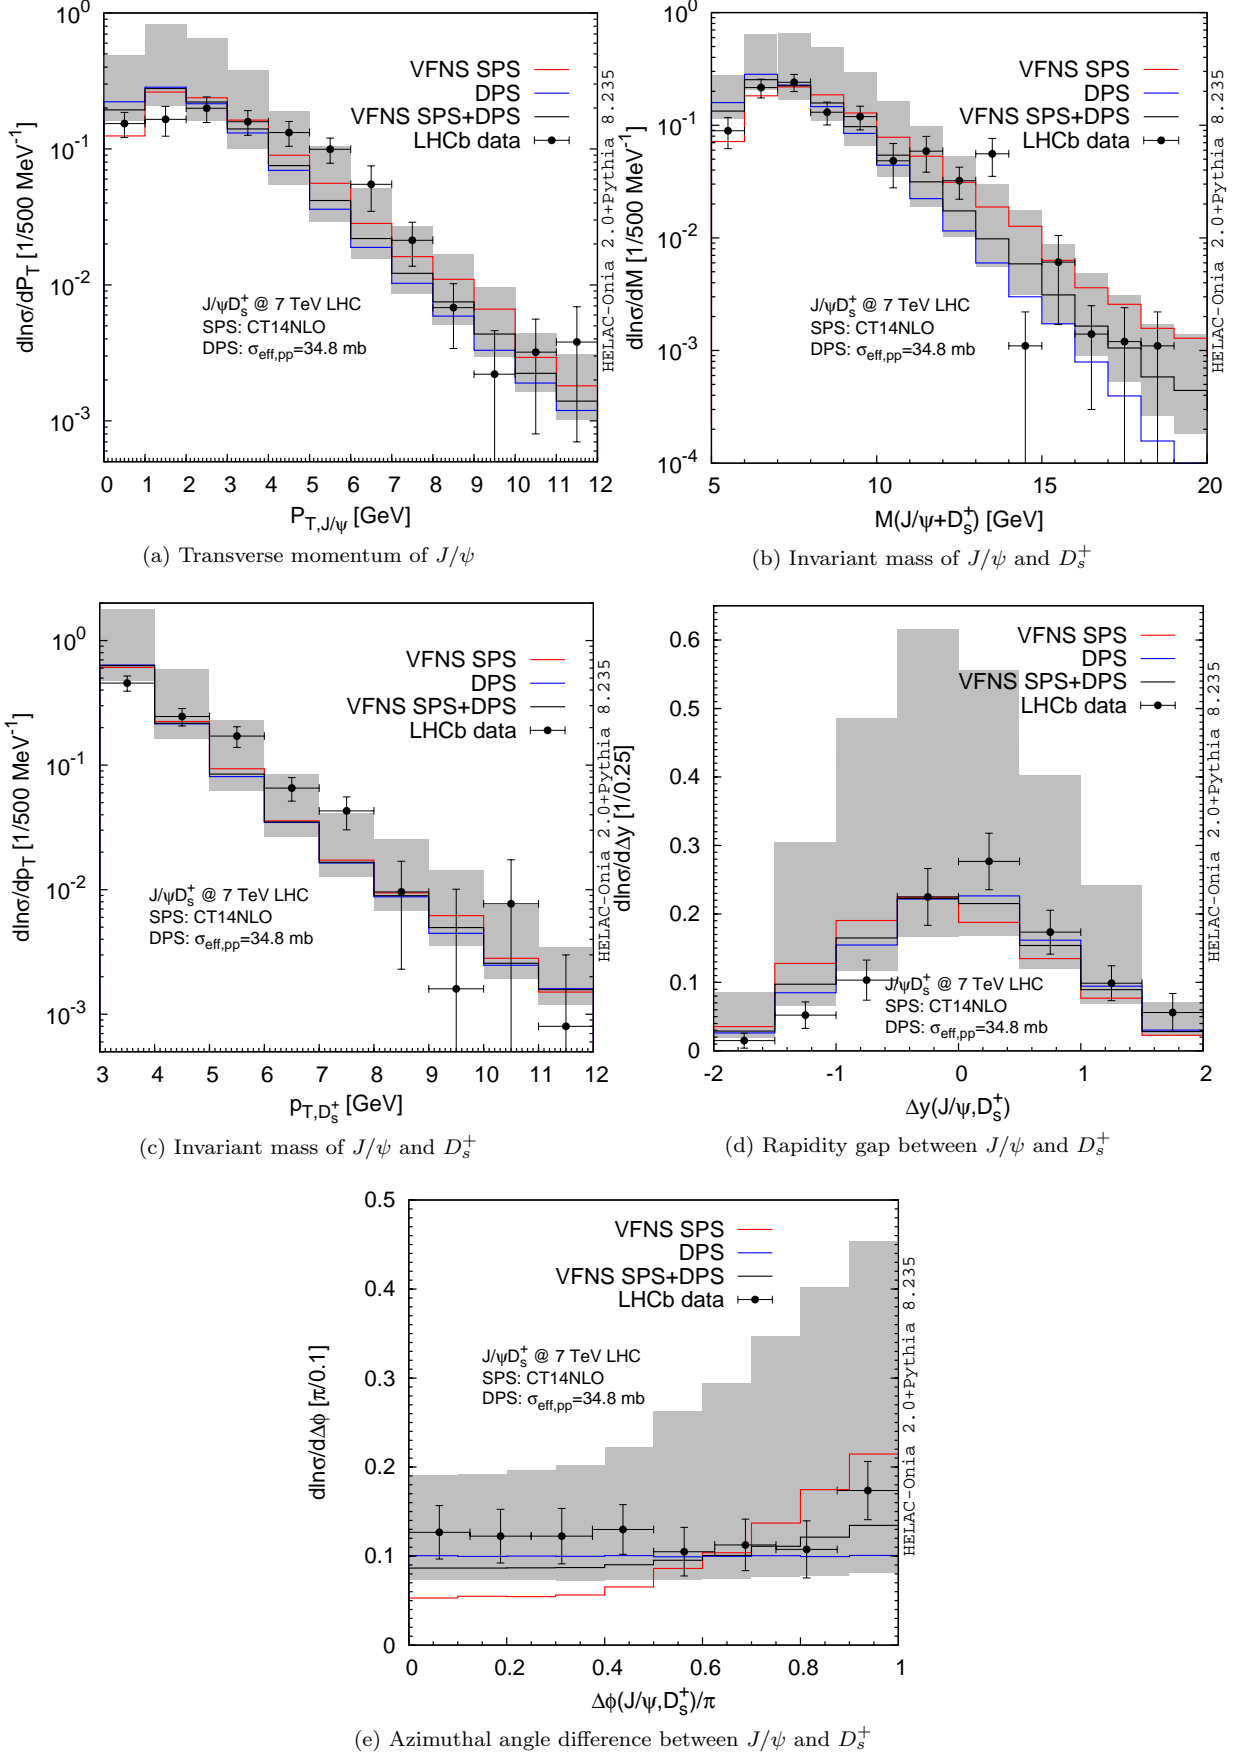 10^0
10^-1
10^-2
10^-3
dlnσ/dP_T [1/500 MeV^-1]
VFNS SPS
DPS
VFNS SPS+DPS
LHCb data
J/ψD_s^+ @ 7 TeV LHC
SPS: CT14NLO
DPS: σ_eff,pp=34.8 mb
HELAC-Onia 2.0+Pythia 8.235
0 1 2 3 4 5 6 7 8 9 10 11 12
P_T,J/ψ [GeV]
(a) Transverse momentum of J/ψ
10^0
10^-1
10^-2
10^-3
10^-4
dlnσ/dM [1/500 MeV^-1]
VFNS SPS
DPS
VFNS SPS+DPS
LHCb data
J/ψD_s^+ @ 7 TeV LHC
SPS: CT14NLO
DPS: σ_eff,pp=34.8 mb
HELAC-Onia 2.0+Pythia 8.235
5 10 15 20
M(J/ψ+D_s^+) [GeV]
(b) Invariant mass of J/ψ and D_s^+
10^0
10^-1
10^-2
10^-3
dlnσ/dp_T [1/500 MeV^-1]
VFNS SPS
DPS
VFNS SPS+DPS
LHCb data
J/ψD_s^+ @ 7 TeV LHC
SPS: CT14NLO
DPS: σ_eff,pp=34.8 mb
HELAC-Onia 2.0+Pythia 8.235
3 4 5 6 7 8 9 10 11 12
p_T,D_s^+ [GeV]
(c) Invariant mass of J/ψ and D_s^+
0.6
0.5
0.4
0.3
0.2
0.1
0
dlnσ/dΔy [1/0.25]
VFNS SPS
DPS
VFNS SPS+DPS
LHCb data
J/ψD_s^+ @ 7 TeV LHC
SPS: CT14NLO
DPS: σ_eff,pp=34.8 mb
HELAC-Onia 2.0+Pythia 8.235
-2 -1 0 1 2
Δy(J/ψ,D_s^+)
(d) Rapidity gap between J/ψ and D_s^+
0.5
0.4
0.3
0.2
0.1
0
dlnσ/dΔϕ [π/0.1]
VFNS SPS
DPS
VFNS SPS+DPS
LHCb data
J/ψD_s^+ @ 7 TeV LHC
SPS: CT14NLO
DPS: σ_eff,pp=34.8 mb
HELAC-Onia 2.0+Pythia 8.235
0 0.2 0.4 0.6 0.8 1
Δϕ(J/ψ,D_s^+)/π
(e) Azimuthal angle difference between J/ψ and D_s^+